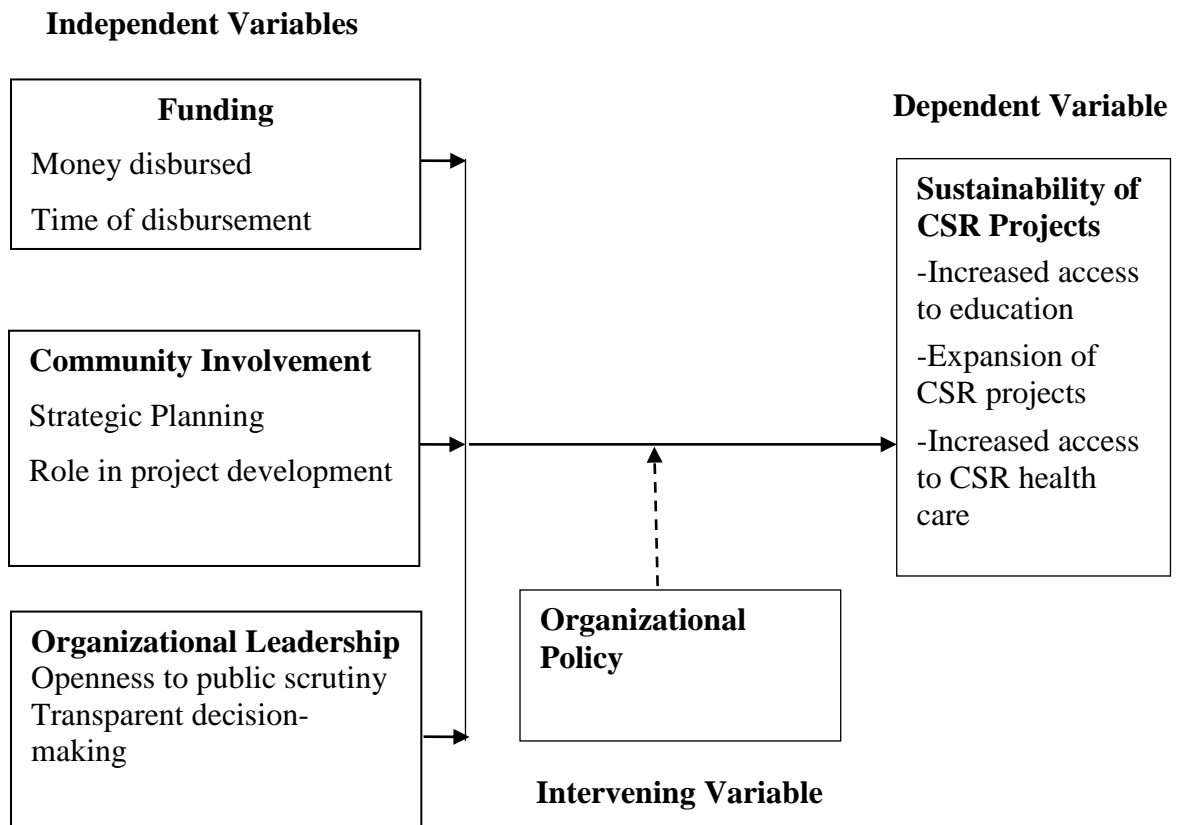 Independent Variables
Funding
Money disbursed
Time of disbursement
Community Involvement
Strategic Planning
Role in project development
Organizational Leadership
Openness to public scrutiny
Transparent decision-
making
Organizational
Policy
Intervening Variable
Dependent Variable
Sustainability of
CSR Projects
-Increased access
to education
-Expansion of
CSR projects
-Increased access
to CSR health
care